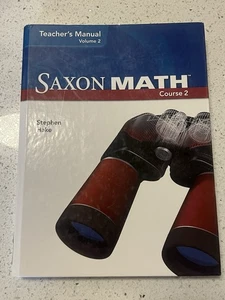 Teacher's Manual
Volume 2
SAXON MATH
Course 2
Stephen
Hake